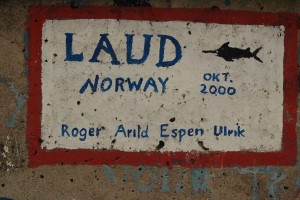 LAUD
NORWAY
OKT.
2000
Roger Arild Espen Ulrik